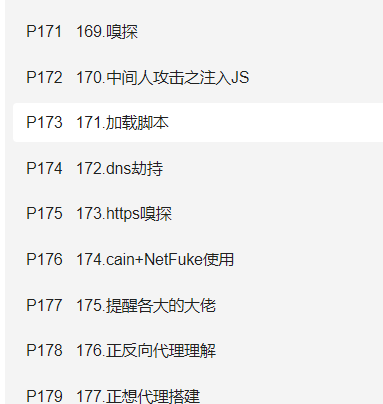 P171 169.嗅探
P172 170.中间人攻击之注入JS
P173 171.加载脚本
P174 172.dns劫持
P175 173.https嗅探
P176 174.cain+NetFuke使用
P177 175.提醒各大的大佬
P178 176.正反向代理理解
P179 177.正想代理搭建